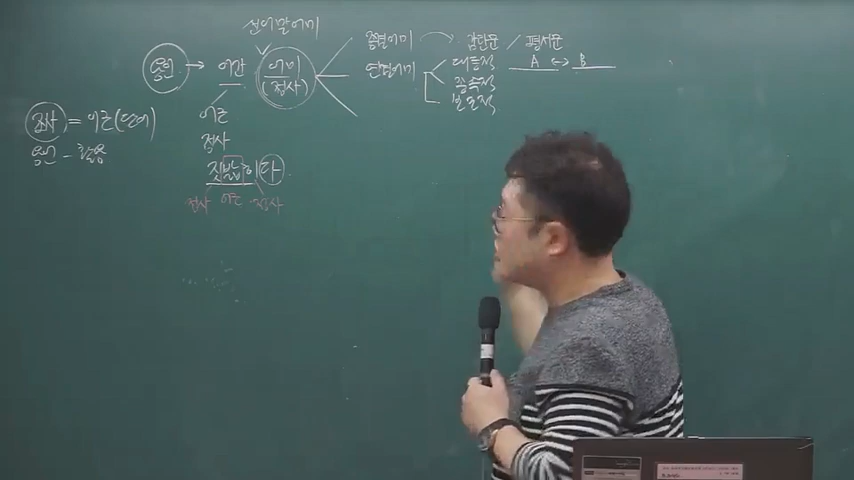 선어말어미
종결어미 감탄문 / 평서문
용언 → 어간 어미 (접사)
연결어미 대등적 A ↔ B
종속적
보조적
접사 = 어근(단어)
용언 - 활용
어근
접사
짓밟히다
접사 어근 접사